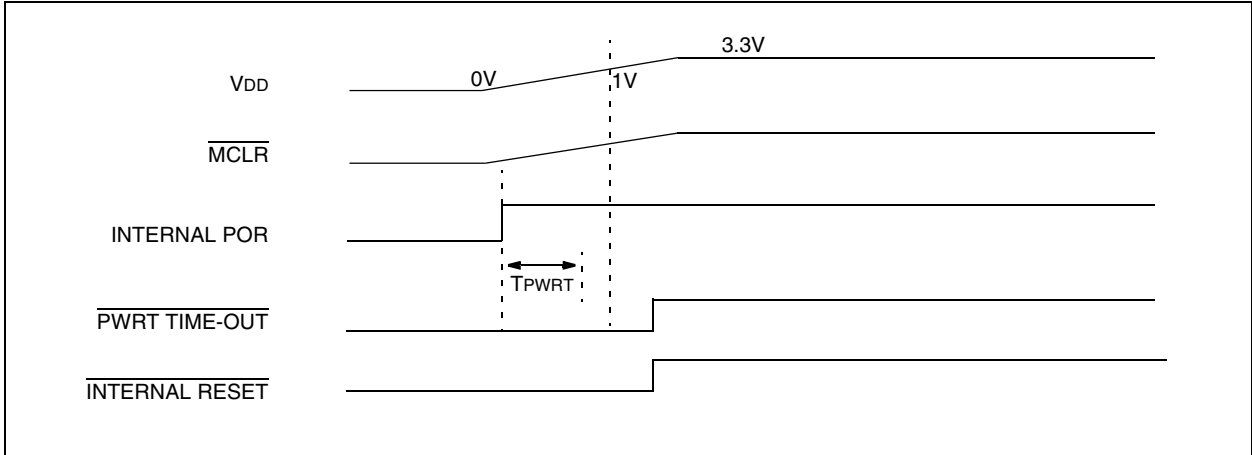 3.3V
VDD
0V
1V
MCLR
INTERNAL POR
TPWRT
PWRT TIME-OUT
INTERNAL RESET